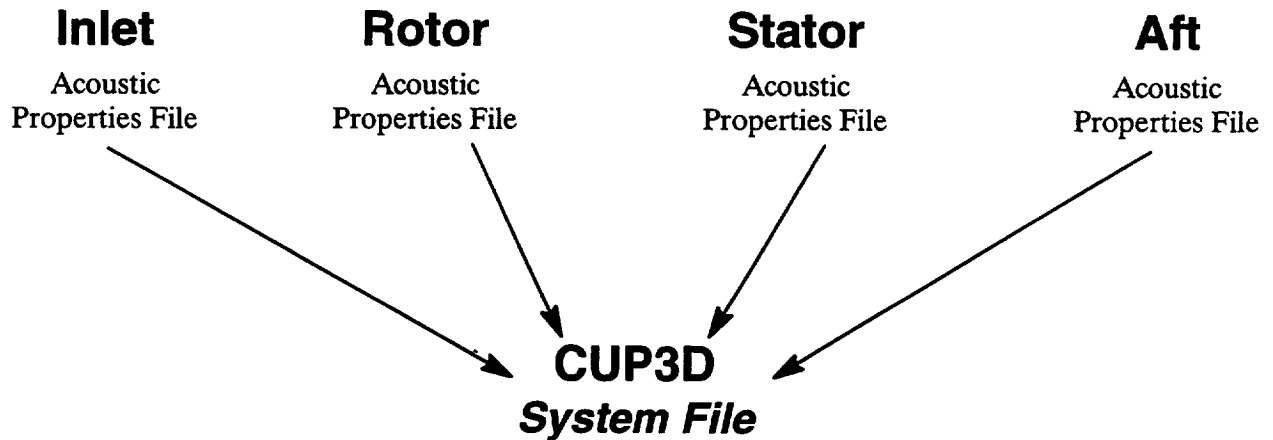 Inlet
Acoustic
Properties File
Rotor
Acoustic
Properties File
Stator
Acoustic
Properties File
Aft
Acoustic
Properties File
CUP3D
System File